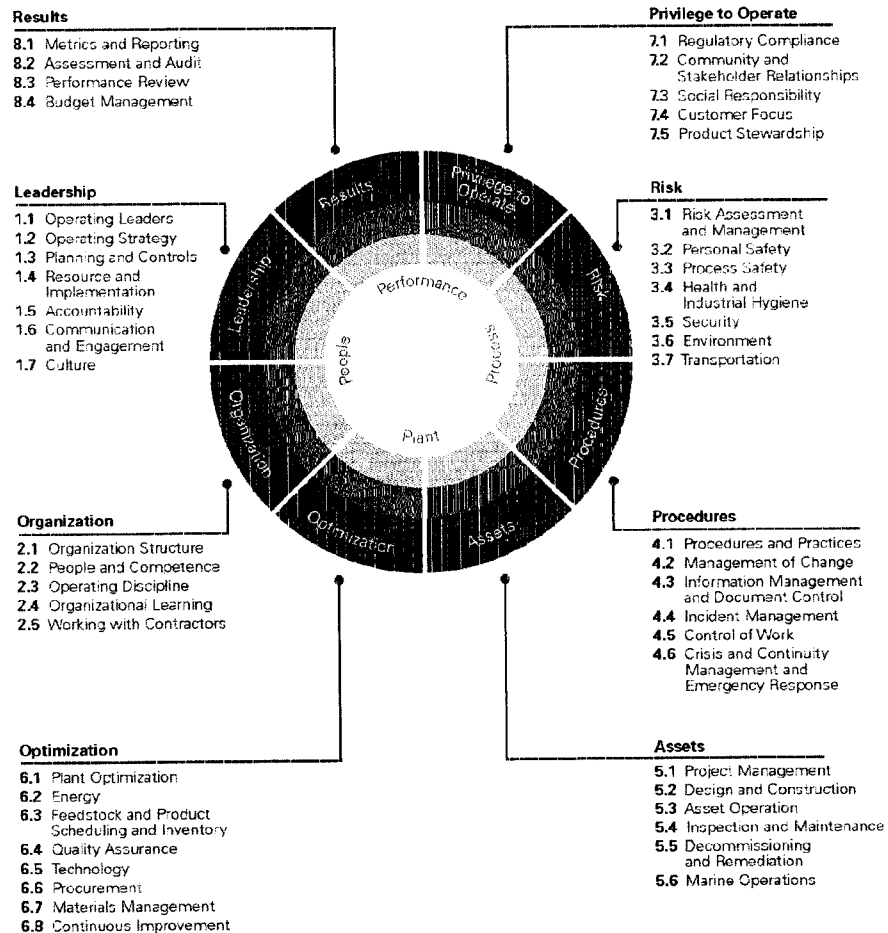 Results
8.1 Metrics and Reporting
8.2 Assessment and Audit
8.3 Performance Review
8.4 Budget Management
Privilege to Operate
7.1 Regulatory Compliance
7.2 Community and
Stakeholder Relationships
7.3 Social Responsibility
7.4 Customer Focus
7.5 Product Stewardship
Leadership
1.1 Operating Leaders
1.2 Operating Strategy
1.3 Planning and Controls
1.4 Resource and
Implementation
1.5 Accountability
1.6 Communication
and Engagement
1.7 Culture
Results
Privilege to
Operate
Leadership
Risk
Performance
People
Process
Plant
Organization
Procedures
Optimization
Assets
Risk
3.1 Risk Assessment
and Management
3.2 Personal Safety
3.3 Process Safety
3.4 Health and
Industrial Hygiene
3.5 Security
3.6 Environment
3.7 Transportation
Organization
2.1 Organization Structure
2.2 People and Competence
2.3 Operating Discipline
2.4 Organizational Learning
2.5 Working with Contractors
Procedures
4.1 Procedures and Practices
4.2 Management of Change
4.3 Information Management
and Document Control
4.4 Incident Management
4.5 Control of Work
4.6 Crisis and Continuity
Management and
Emergency Response
Optimization
6.1 Plant Optimization
6.2 Energy
6.3 Feedstock and Product
Scheduling and Inventory
6.4 Quality Assurance
6.5 Technology
6.6 Procurement
6.7 Materials Management
6.8 Continuous Improvement
Assets
5.1 Project Management
5.2 Design and Construction
5.3 Asset Operation
5.4 Inspection and Maintenance
5.5 Decommissioning
and Remediation
5.6 Marine Operations